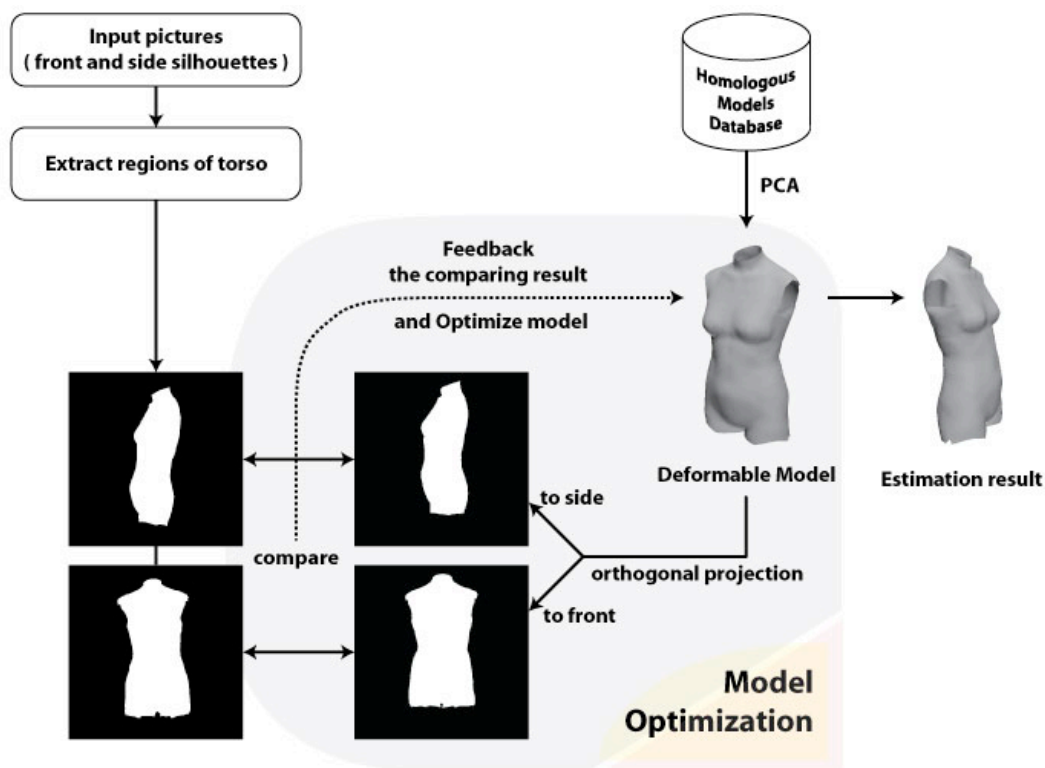 Input pictures
( front and side silhouettes )
Extract regions of torso
Homologous
Models
Database
PCA
Feedback
the comparing result
and Optimize model
Deformable Model
Estimation result
to side
compare
orthogonal projection
to front
Model
Optimization